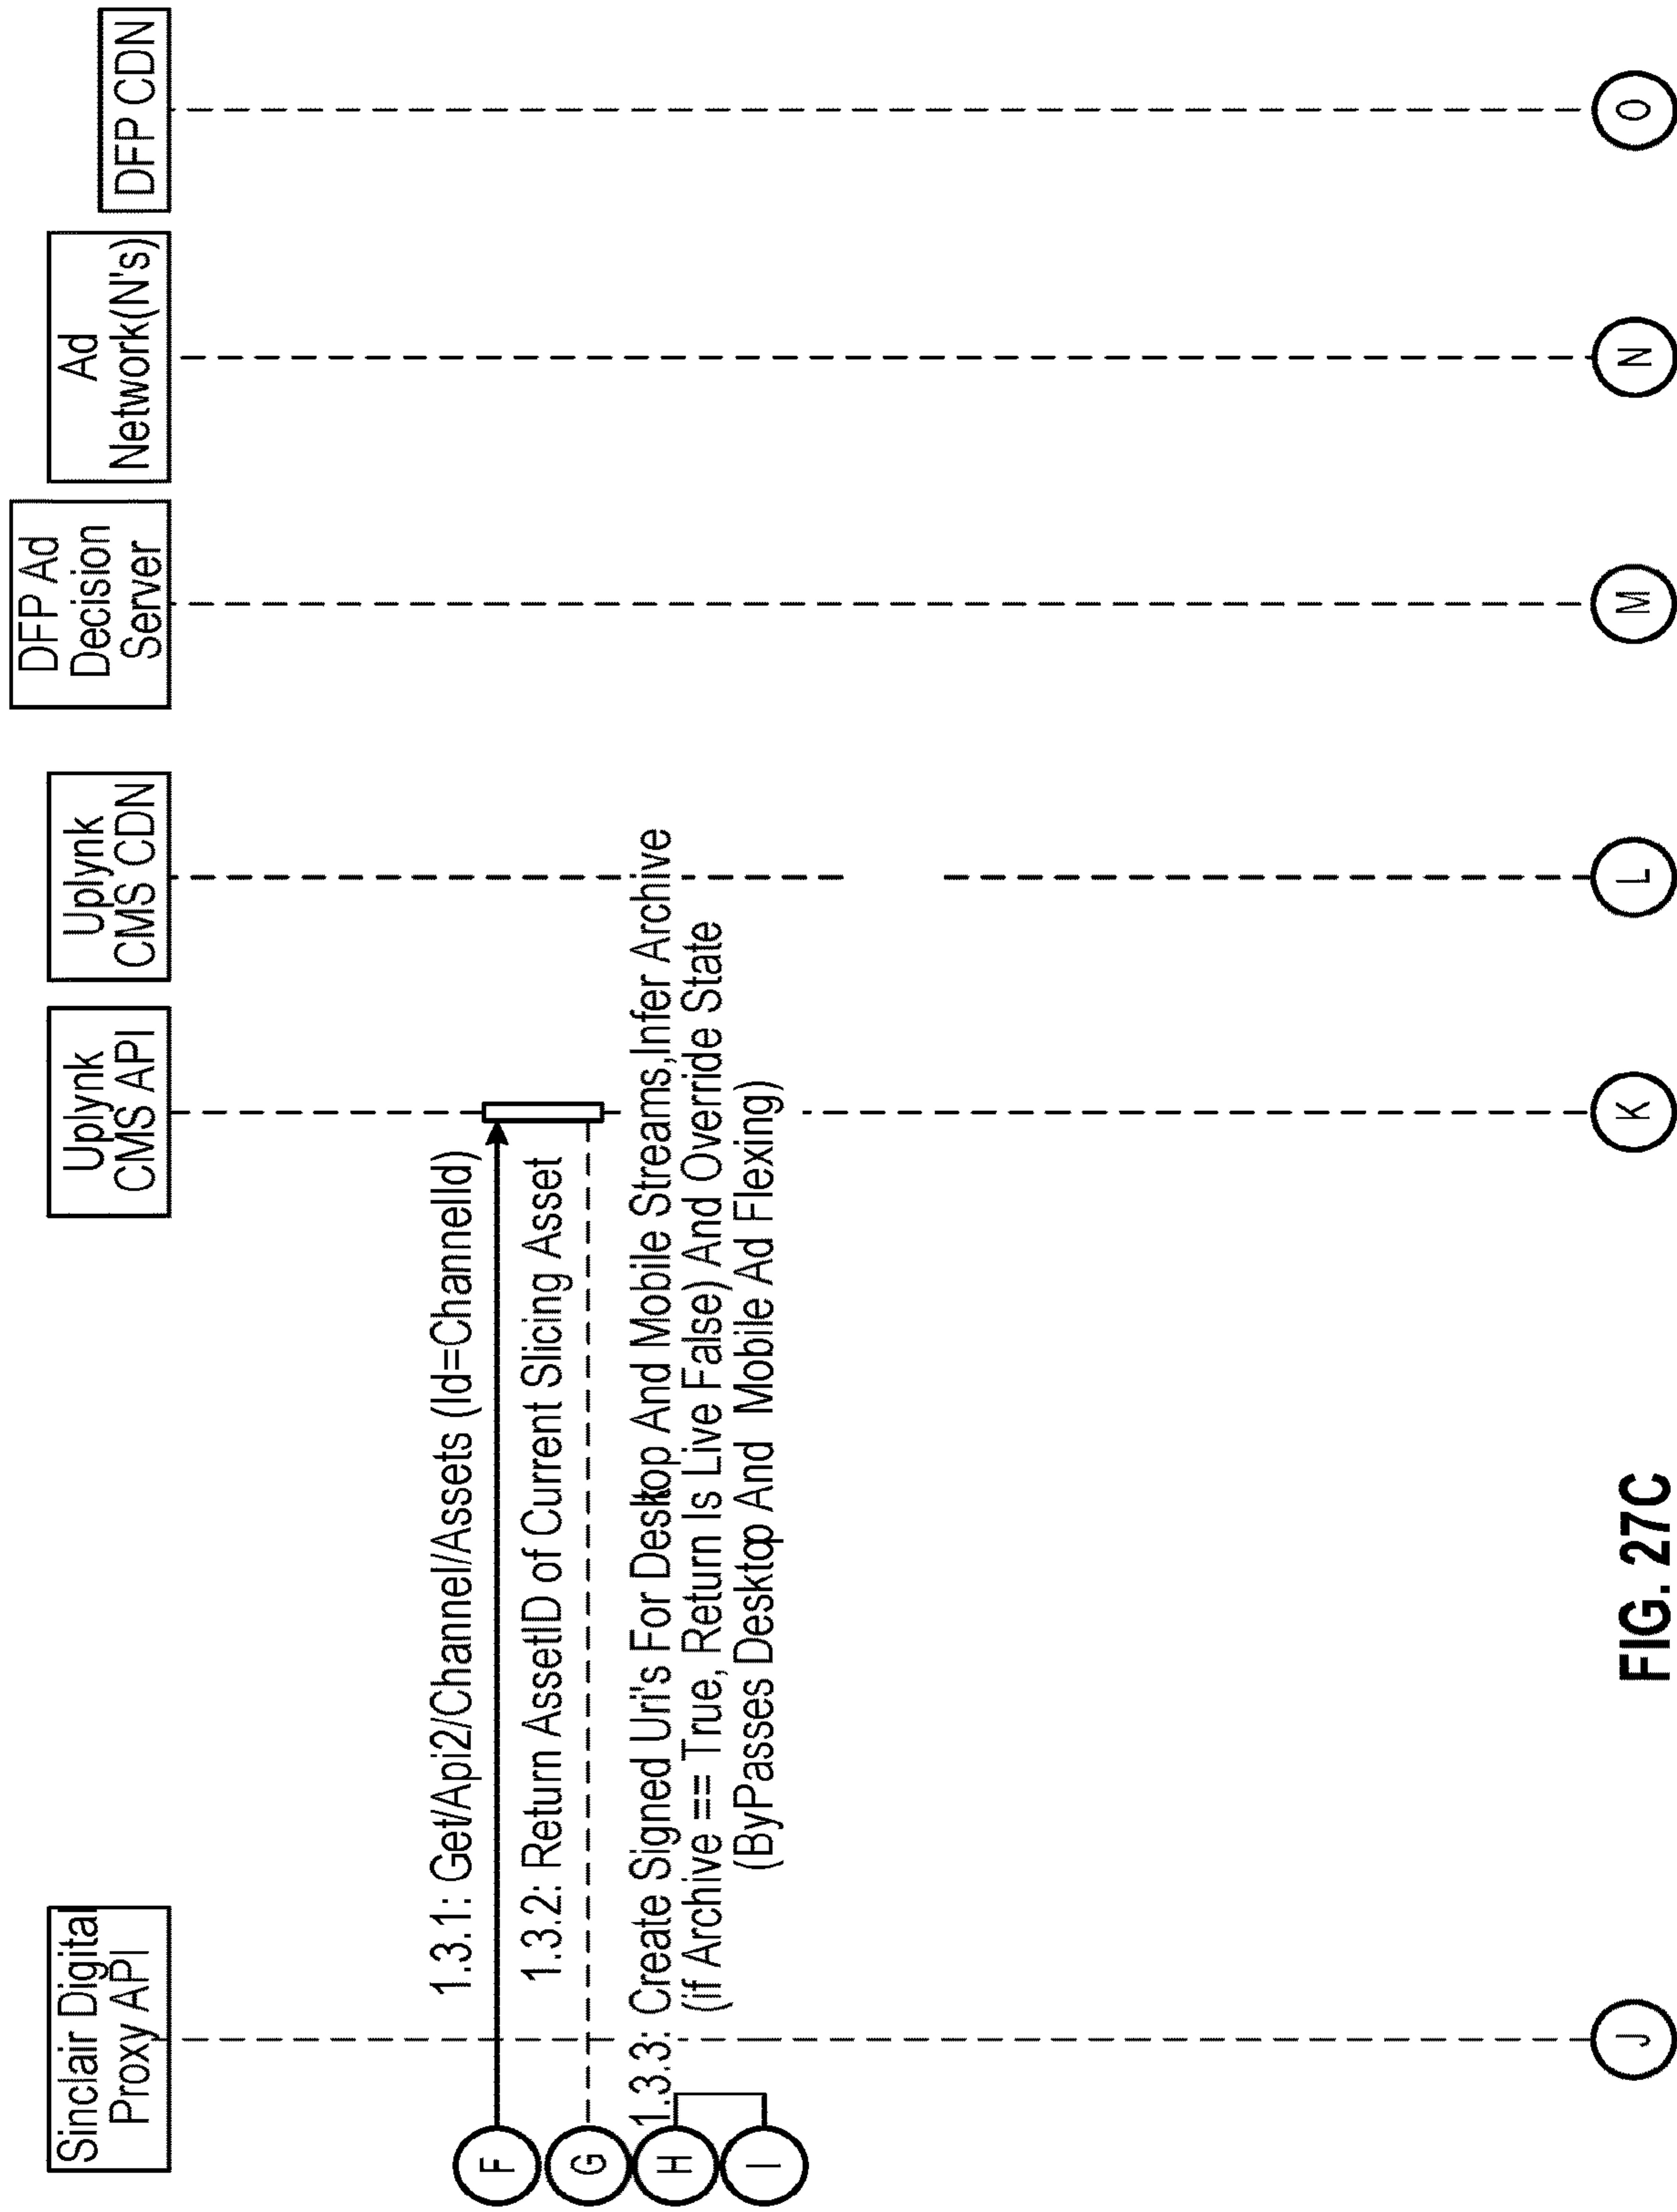 Sinclair Digital
Proxy API
Uplynk
CMS API
Uplynk
CMS CDN
DFP Ad
Decision
Server
Ad
Network(N's)
DFP CDN
1.3.1: Get/Api2/Channel/Assets (Id=ChannelId)
F
1.3.2: Return AssetID of Current Slicing Asset
G
1.3.3: Create Signed Uri's For Desktop And Mobile Streams,Infer Archive
(if Archive == True, Return Is Live False) And Override State
(ByPasses Desktop And Mobile Ad Flexing)
H
I
J
K
L
M
N
O
FIG. 27C